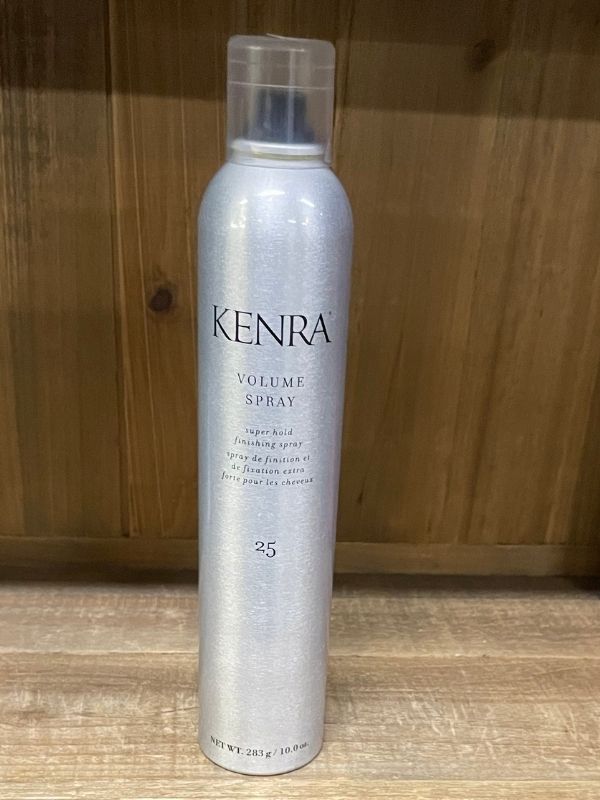 KENRA®
VOLUME
SPRAY
super hold
finishing spray
spray de finition et
de fixation extra
forte pour les cheveux
25
NET WT. 283 g / 10.0 oz.